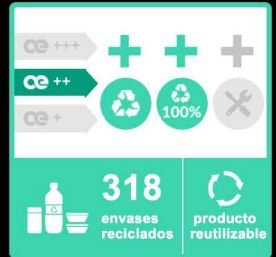 æ +++
æ ++
æ +
100%
318
envases
reciclados
producto
reutilizable